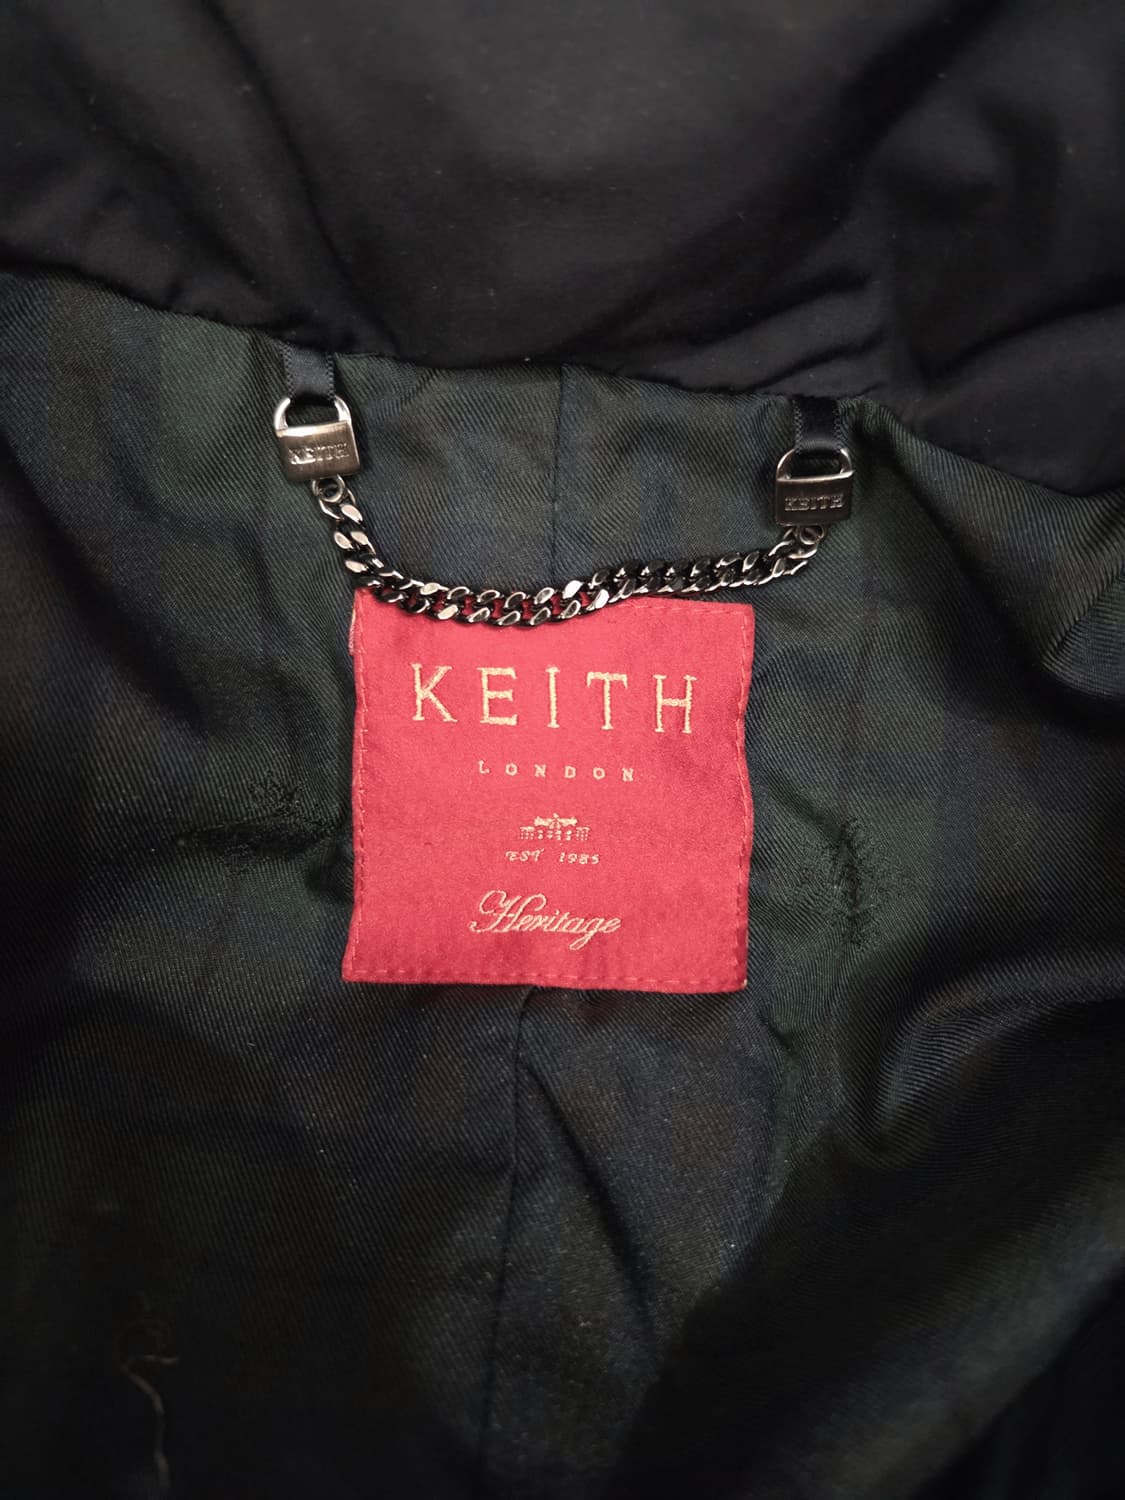 KEITH
KEITH
KEITH
LONDON
EST 1985
Heritage